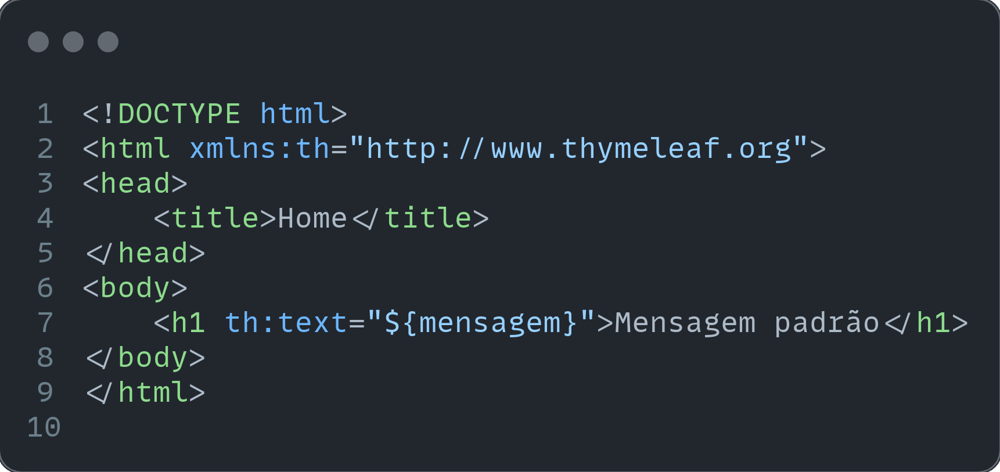 1 <!DOCTYPE html>
2 <html xmlns:th="http://www.thymeleaf.org">
3 <head>
4     <title>Home</title>
5 </head>
6 <body>
7     <h1 th:text="${mensagem}">Mensagem padrão</h1>
8 </body>
9 </html>
10